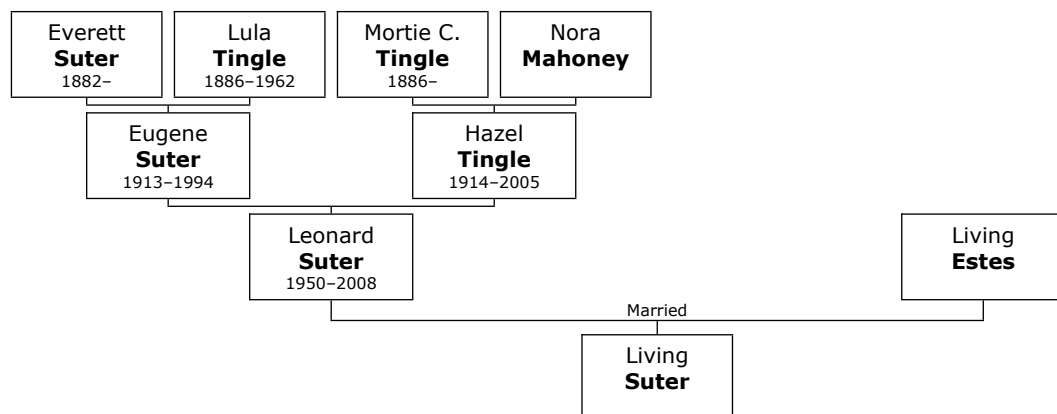 Everett
Suter
1882–
Lula
Tingle
1886–1962
Mortie C.
Tingle
1886–
Nora
Mahoney
Eugene
Suter
1913–1994
Hazel
Tingle
1914–2005
Leonard
Suter
1950–2008
Living
Estes
Married
Living
Suter